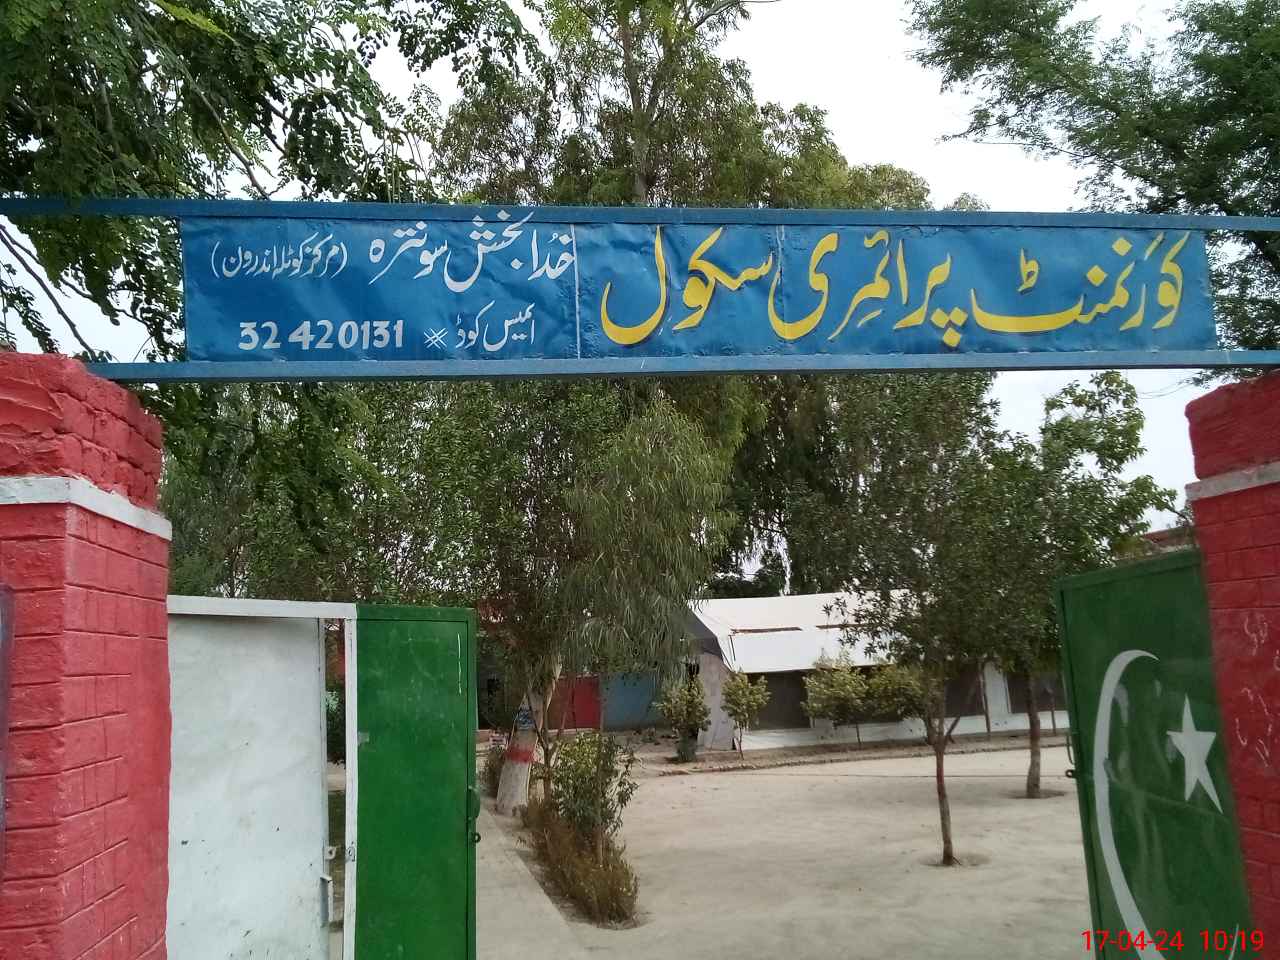 گورنمنٹ پرائمری سکول
خدا بخش سونترہ (مرکز کوٹلہ اندرون)
ایمیس کوڈ ※ 32420131
17-04-24 10:19